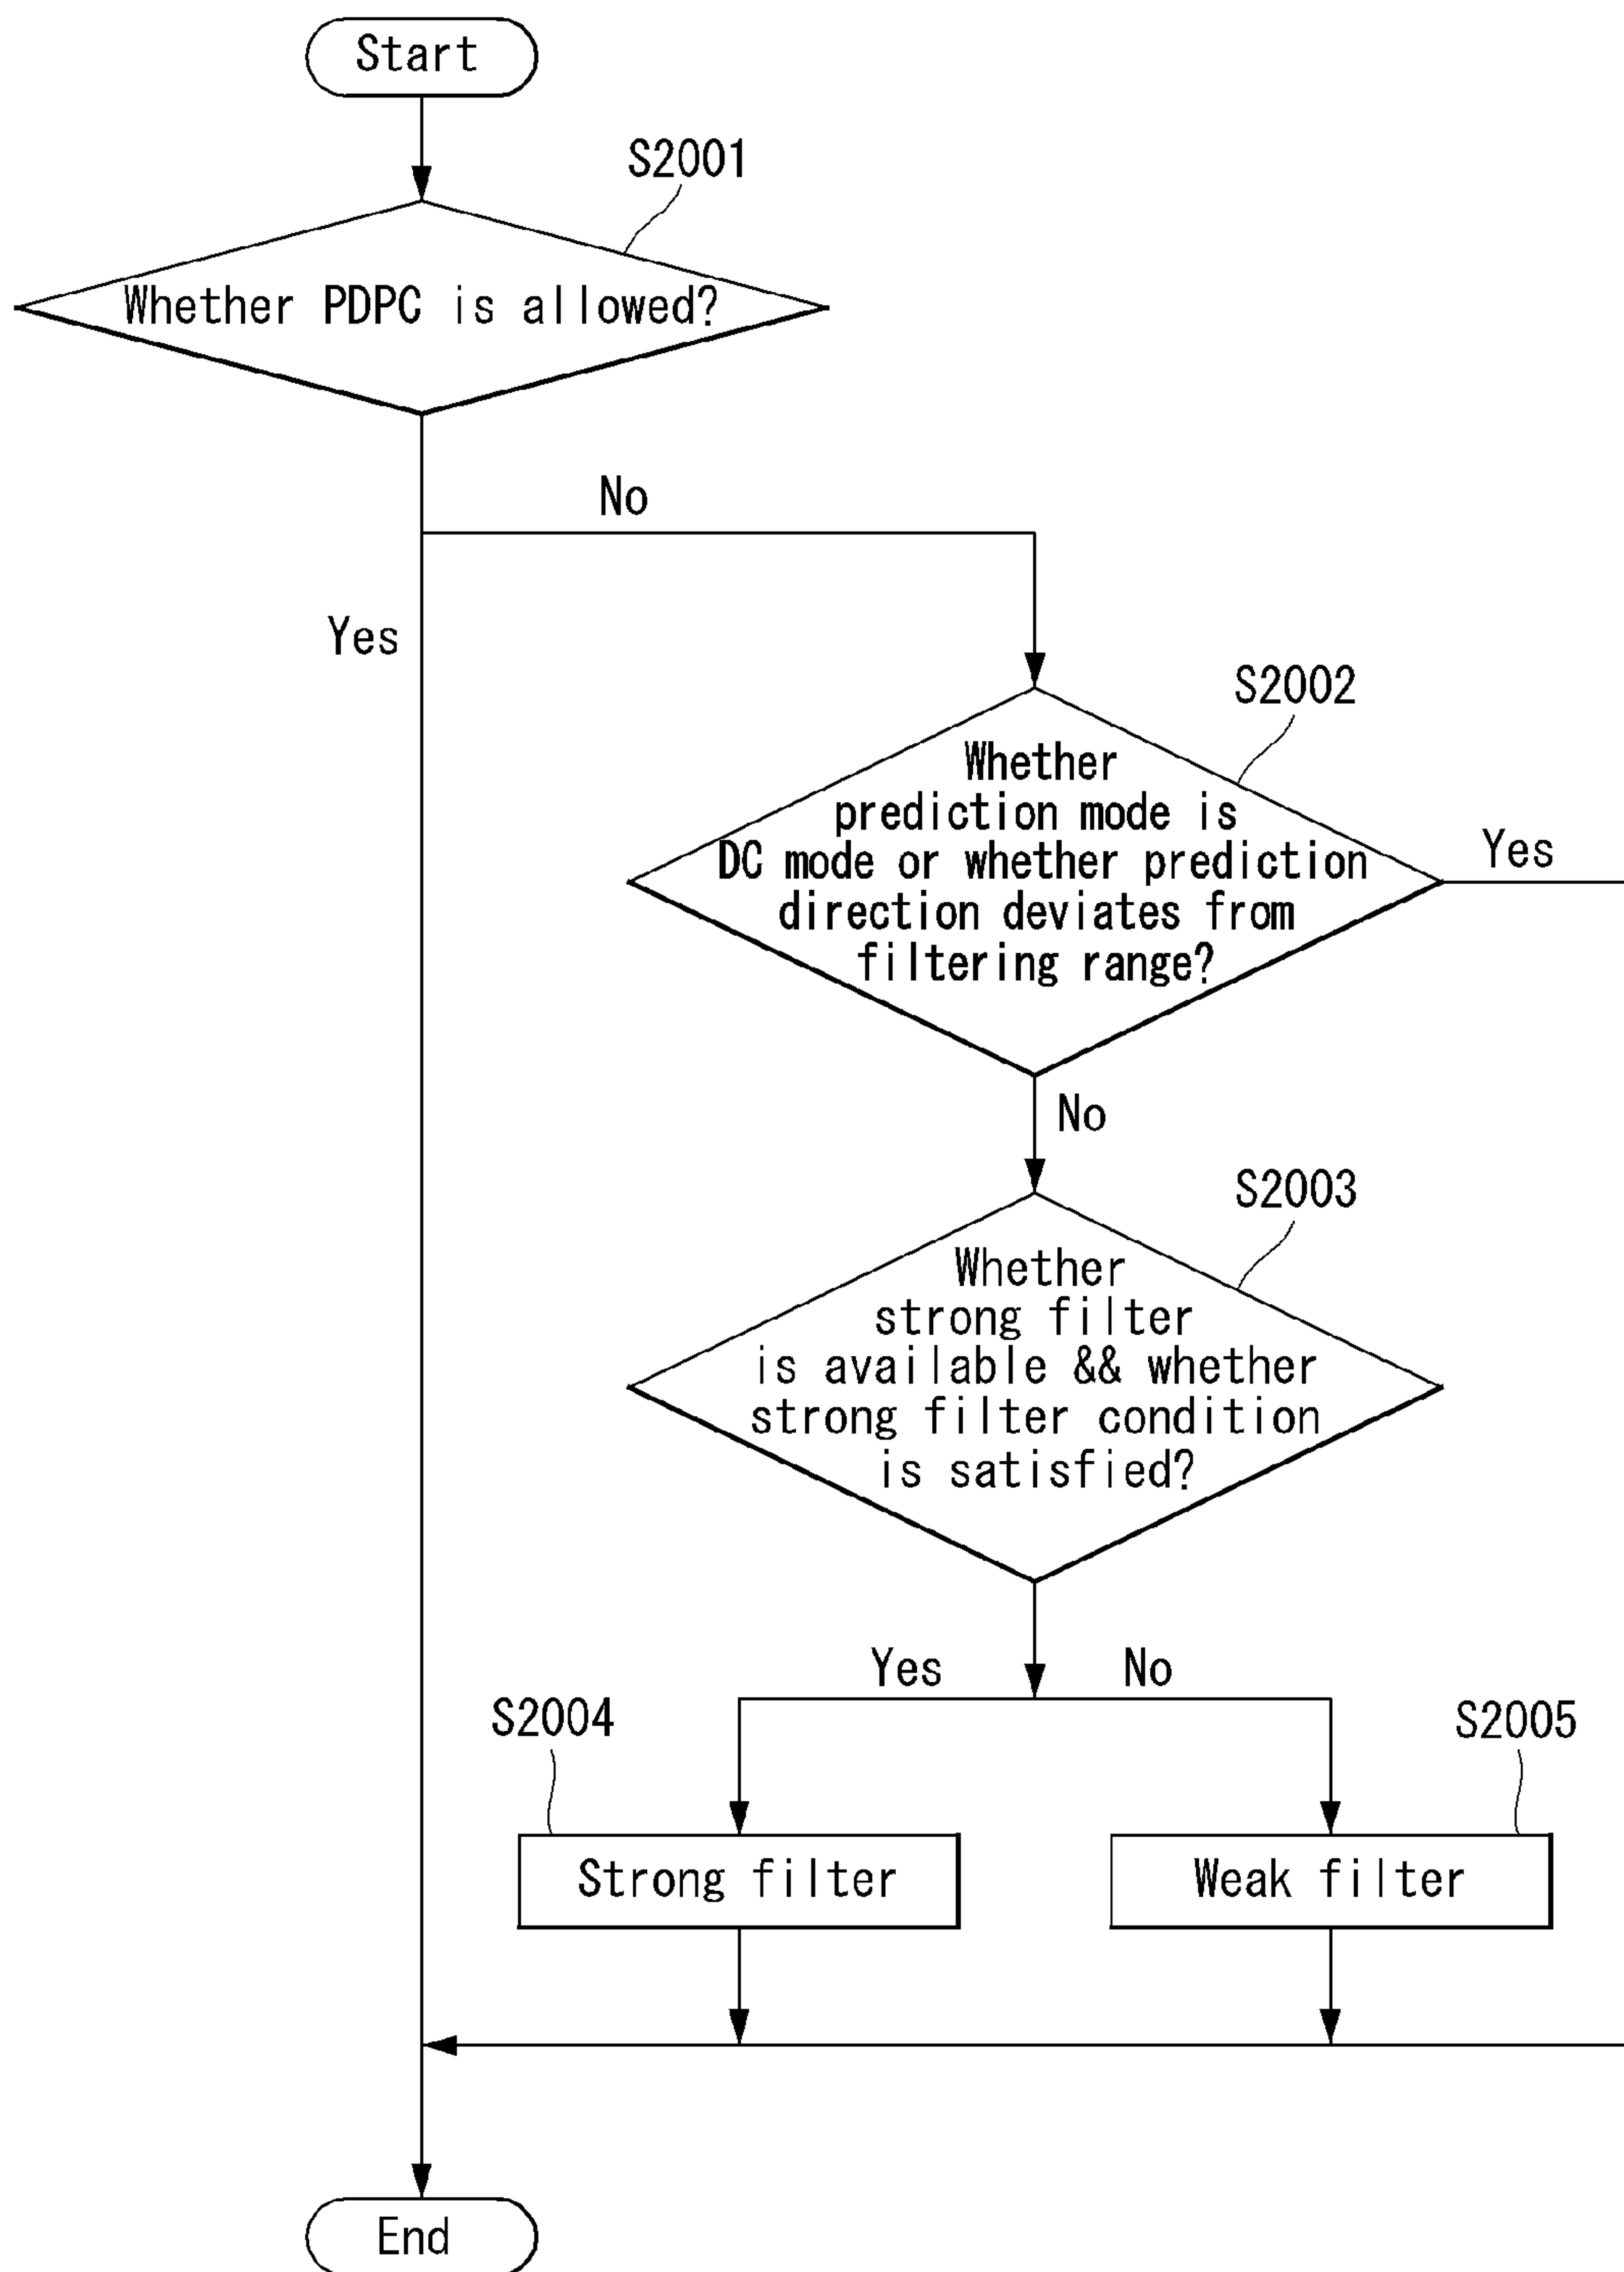 Start
S2001
Whether PDPC is allowed?
No
Yes
S2002
Whether
prediction mode is
DC mode or whether prediction
direction deviates from
filtering range?
Yes
No
S2003
Whether
strong filter
is available && whether
strong filter condition
is satisfied?
Yes
No
S2004
S2005
Strong filter
Weak filter
End